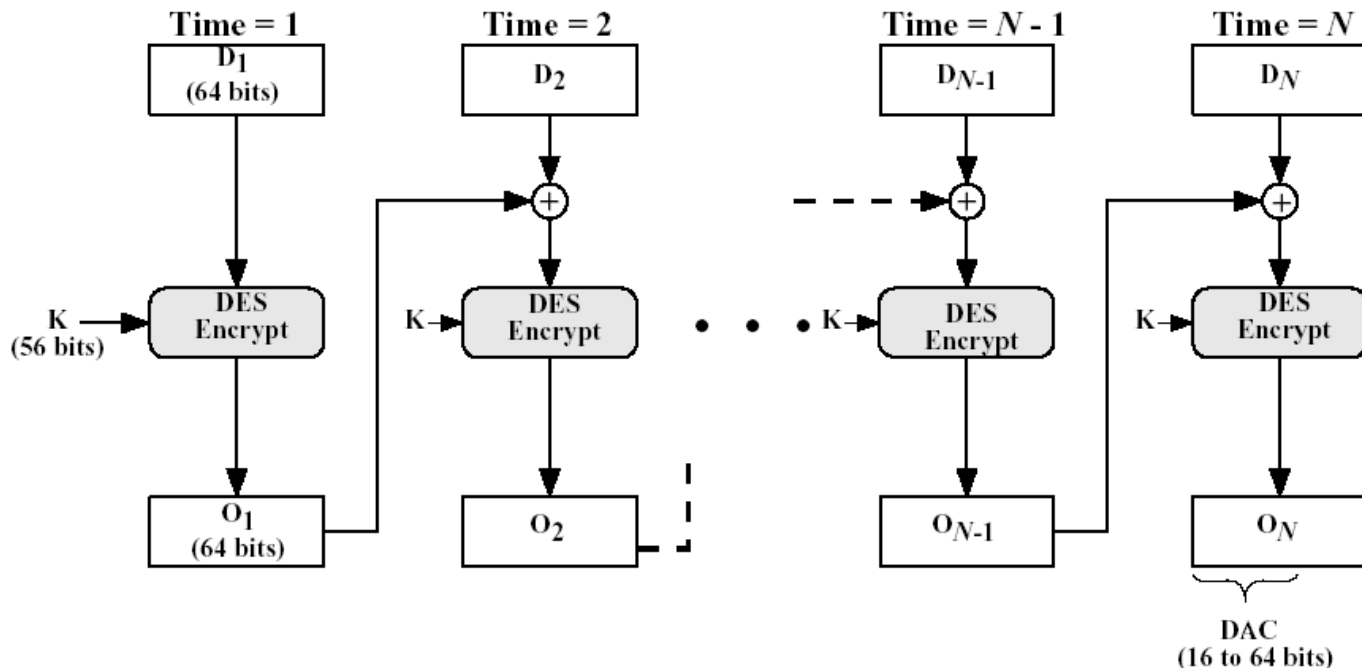 Time = 1
Time = 2
Time = N - 1
Time = N
D1
(64 bits)
D2
DN-1
DN
+
+
+
DES
Encrypt
DES
Encrypt
DES
Encrypt
DES
Encrypt
K
(56 bits)
K
K
K
O1
(64 bits)
O2
ON-1
ON
DAC
(16 to 64 bits)